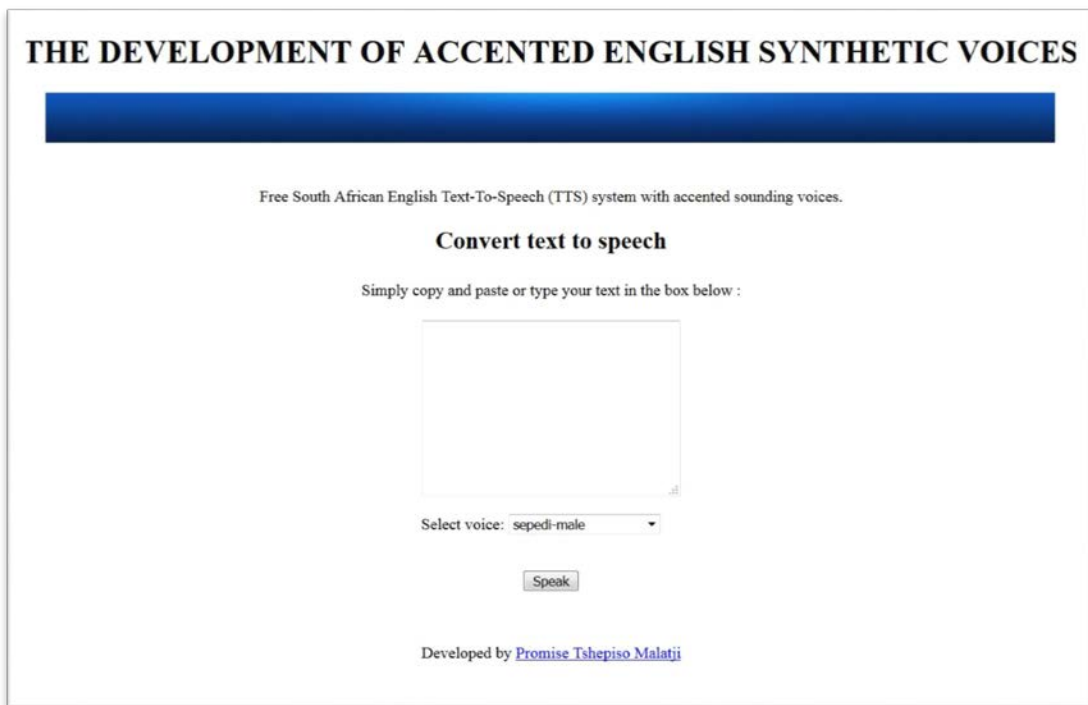 THE DEVELOPMENT OF ACCENTED ENGLISH SYNTHETIC VOICES
Free South African English Text-To-Speech (TTS) system with accented sounding voices.
Convert text to speech
Simply copy and paste or type your text in the box below :
Select voice: sepedi-male
Speak
Developed by Promise Tshepiso Malatji